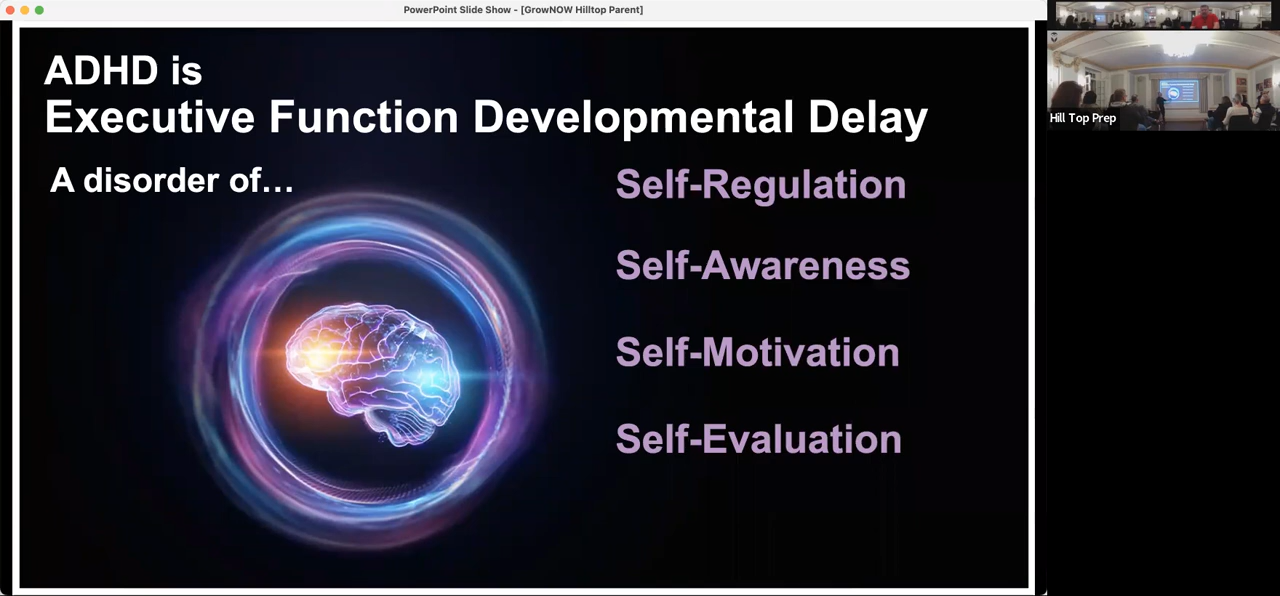 PowerPoint Slide Show - [GrowNOW Hilltop Parent]
ADHD is
Executive Function Developmental Delay
A disorder of…
Self-Regulation
Self-Awareness
Self-Motivation
Self-Evaluation
Hill Top Prep